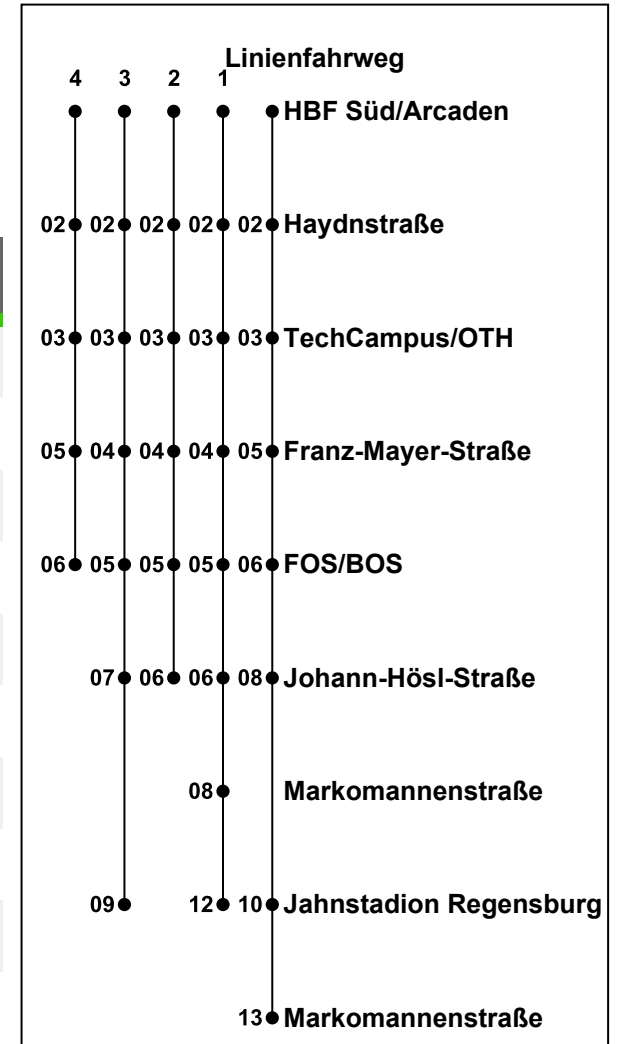 Linienfahrweg
4 3 2 1
HBF Süd/Arcaden
02 02 02 02 02 Haydnstraße
03 03 03 03 03 TechCampus/OTH
05 04 04 04 05 Franz-Mayer-Straße
06 05 05 05 06 FOS/BOS
07 06 06 08 Johann-Hösl-Straße
08 Markomannenstraße
09 12 10 Jahnstadion Regensburg
13 Markomannenstraße